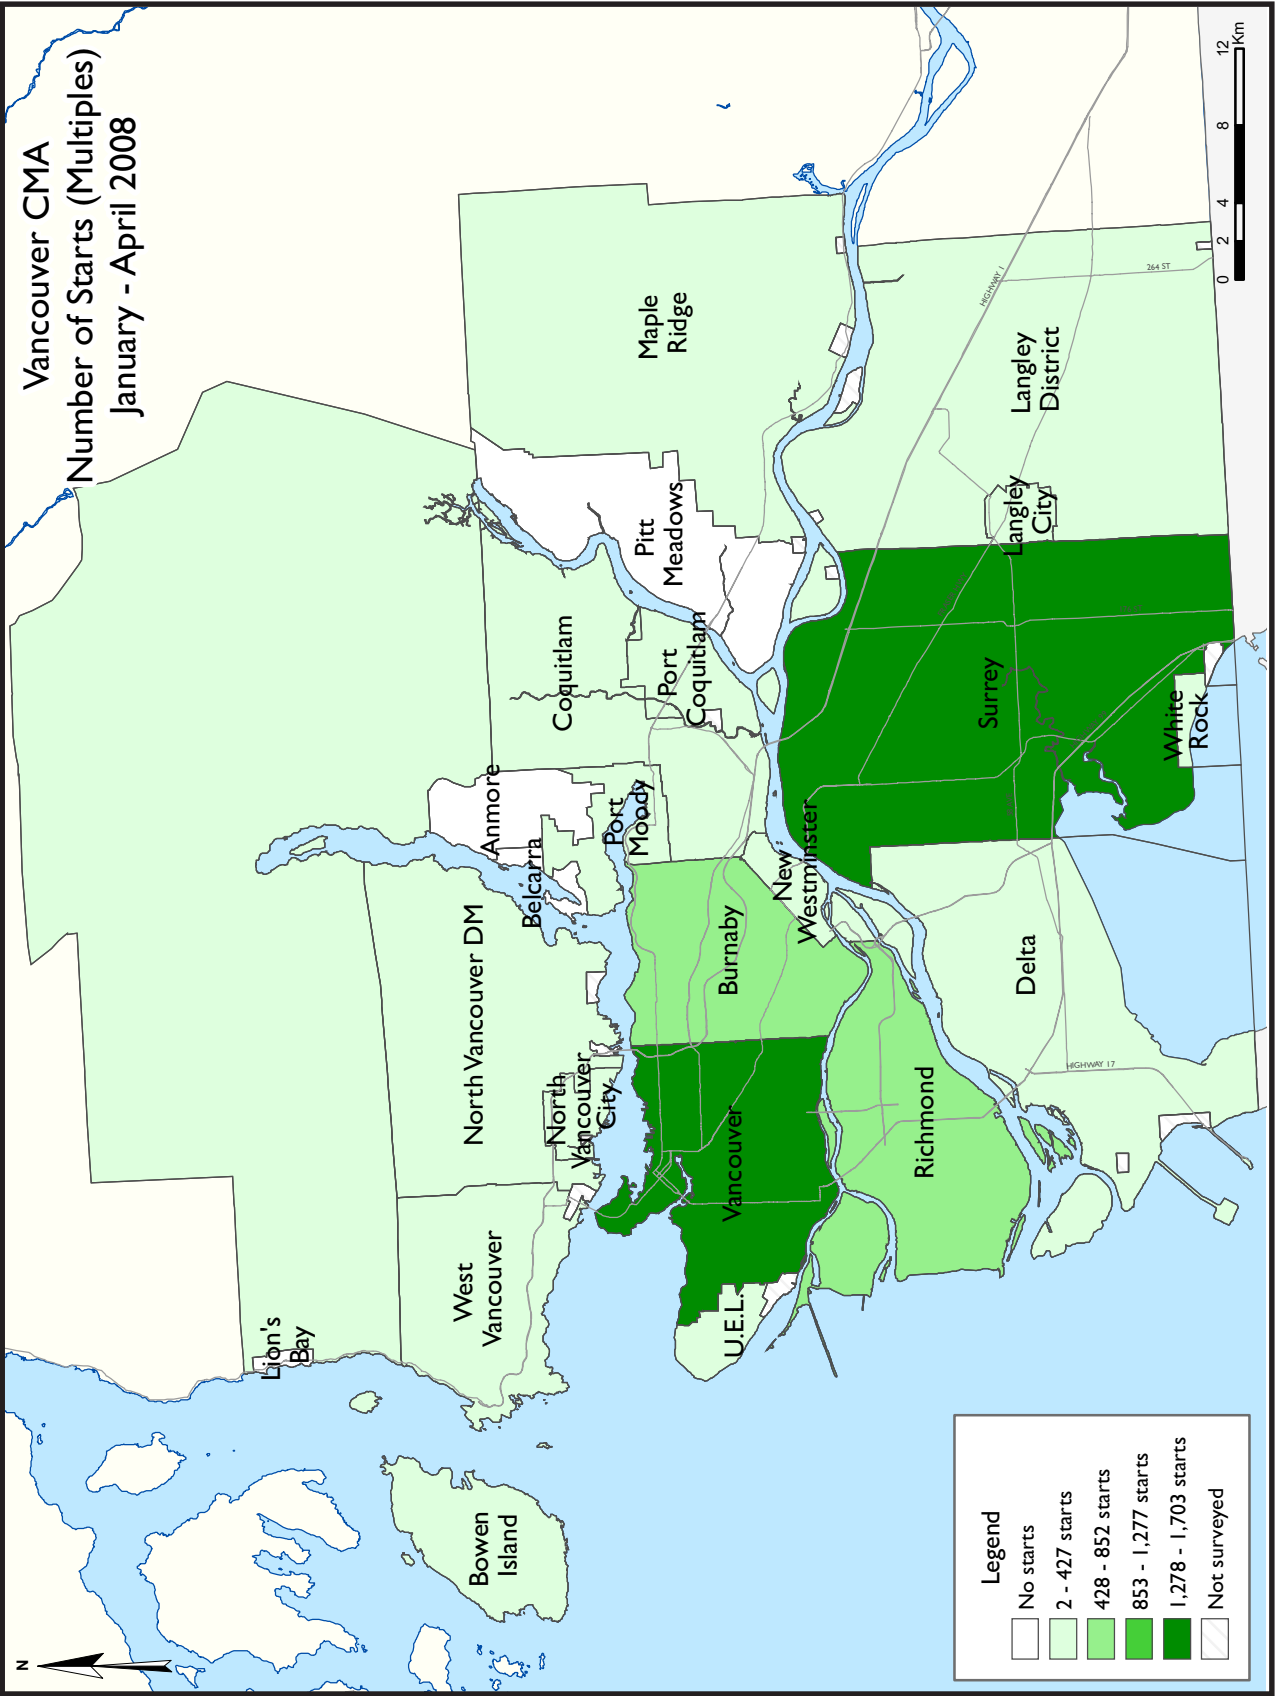 Vancouver CMA
Number of Starts (Multiples)
January - April 2008
N
Lion's
Bay
Bowen
Island
West
Vancouver
North Vancouver DM
North
Vancouver
City
Belcarra
Anmore
Port
Moody
Coquitlam
Port
Coquitlam
Pitt
Meadows
Maple
Ridge
U.E.L.
Vancouver
Burnaby
New
Westminster
Richmond
Delta
Surrey
White
Rock
Langley
City
Langley
District
HIGHWAY 1
264 ST
HIGHWAY 17
Legend
No starts
2 - 427 starts
428 - 852 starts
853 - 1,277 starts
1,278 - 1,703 starts
Not surveyed
0 2 4 8 12
Km